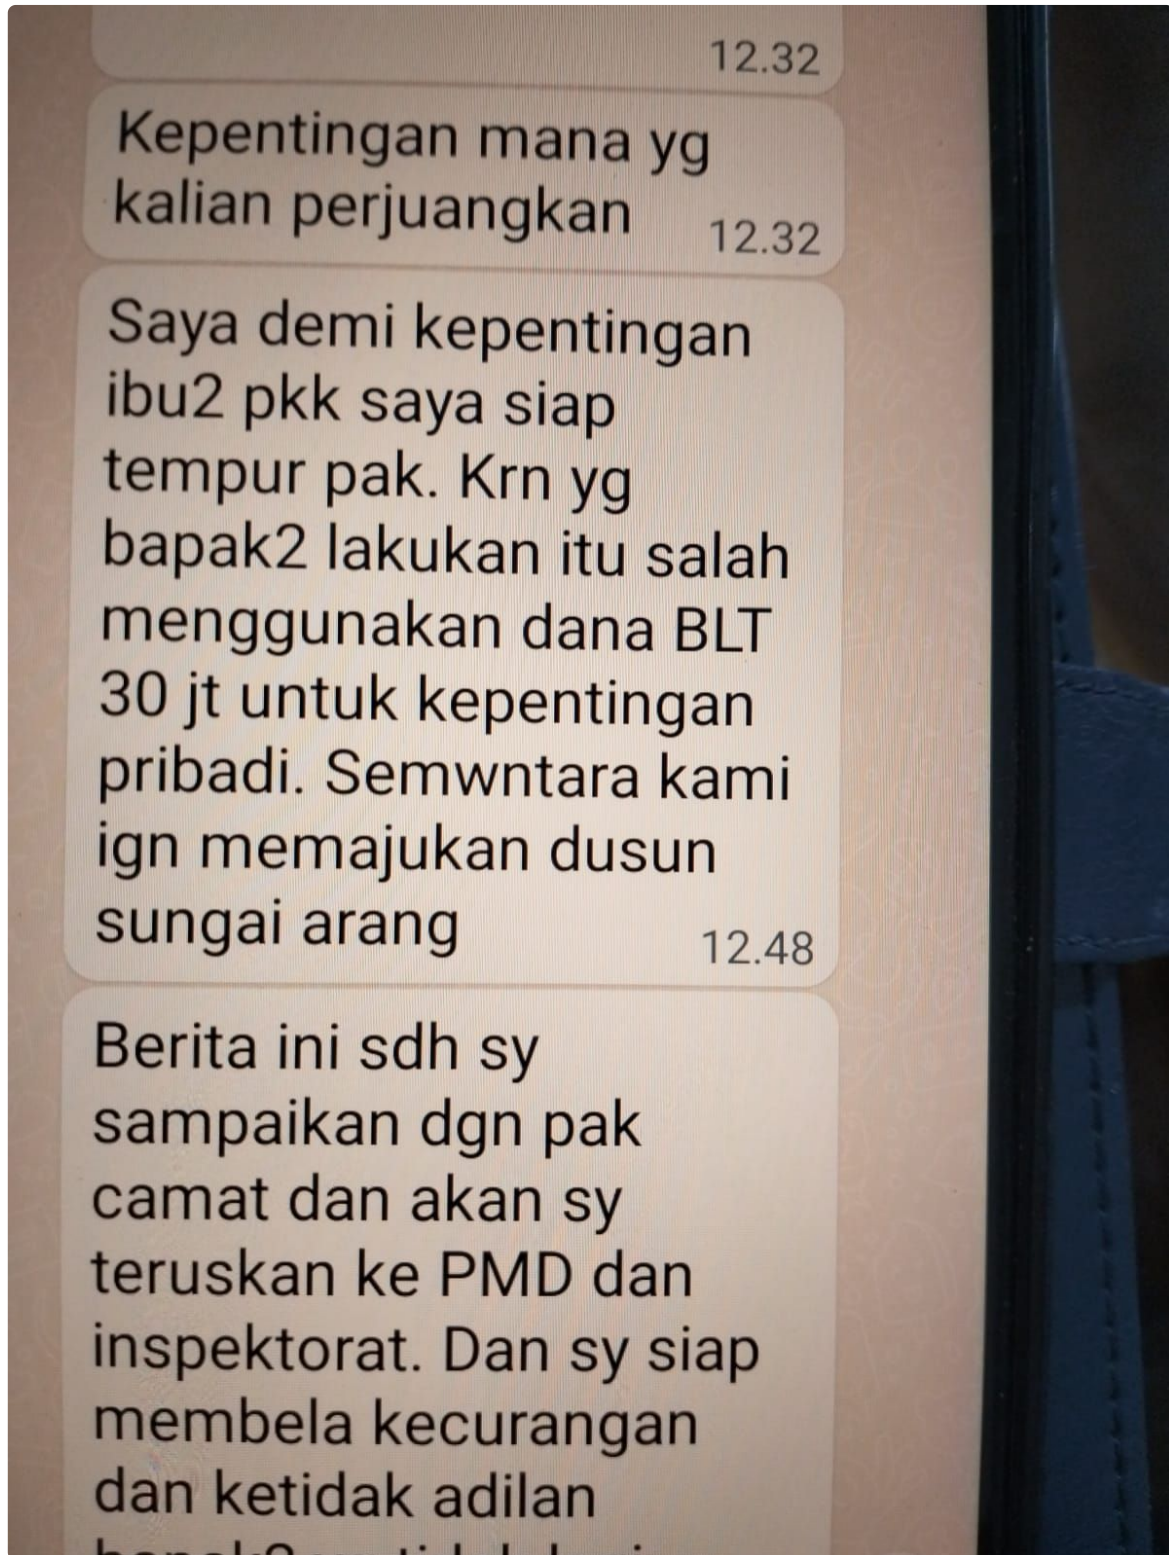 12.32
Kepentingan mana yg
kalian perjuangkan
12.32
Saya demi kepentingan
ibu2 pkk saya siap
tempur pak. Krn yg
bapak2 lakukan itu salah
menggunakan dana BLT
30 jt untuk kepentingan
pribadi. Semwntara kami
ign memajukan dusun
sungai arang
12.48
Berita ini sdh sy
sampaikan dgn pak
camat dan akan sy
teruskan ke PMD dan
inspektorat. Dan sy siap
membela kecurangan
dan ketidak adilan